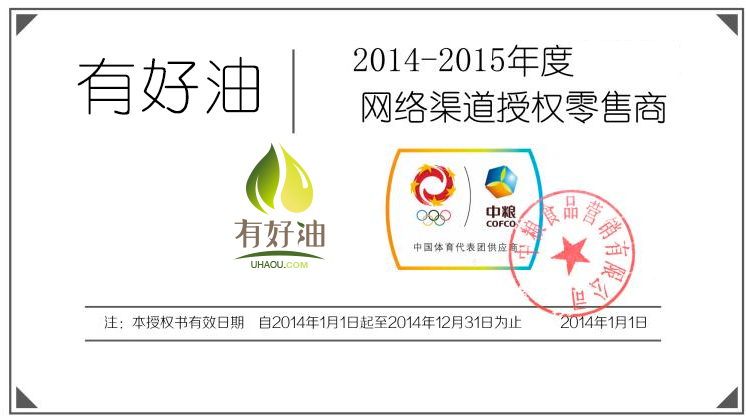 有好油
2014-2015年度
网络渠道授权零售商
有好油
UHAOU.COM
中粮
COFCO
中国体育代表团供应商
中粮食品营销有限公司
注：本授权书有效日期 自2014年1月1日起至2014年12月31日为止 2014年1月1日